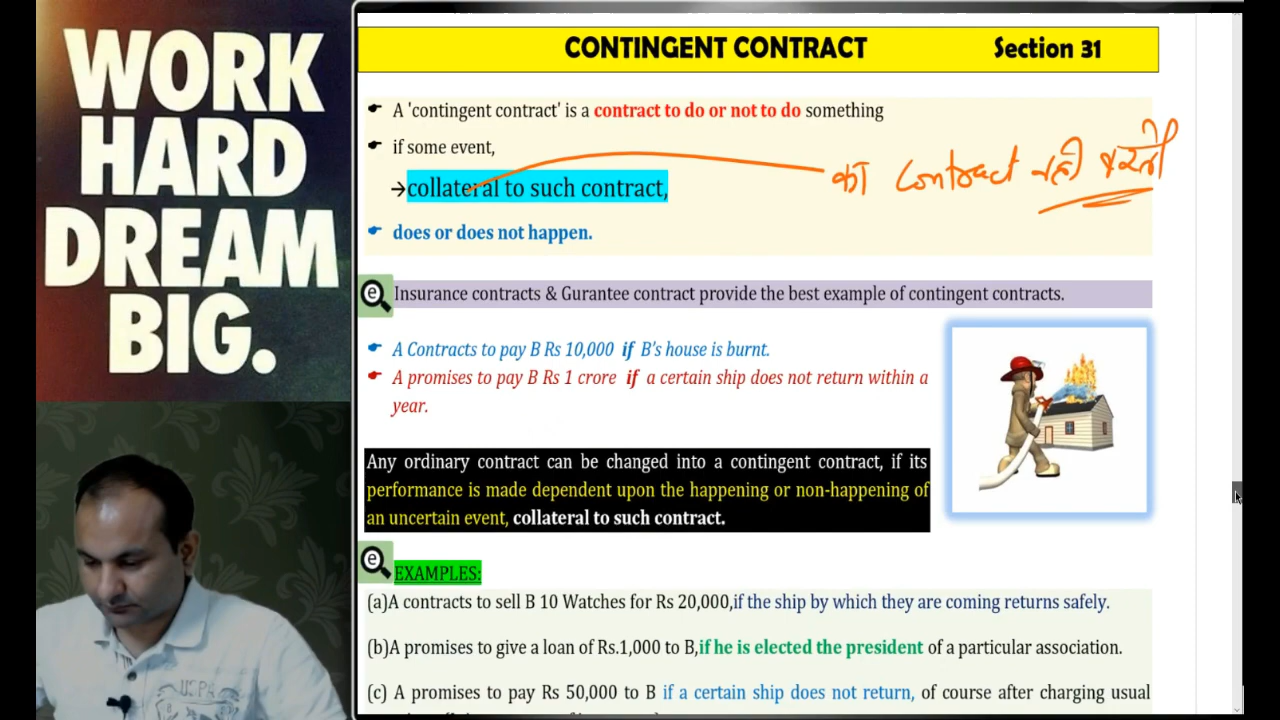 WORK
HARD
DREAM
BIG.
CONTINGENT CONTRACT Section 31
A 'contingent contract' is a contract to do or not to do something
if some event,
→collateral to such contract,
का contract नही करनी
does or does not happen.
Insurance contracts & Gurantee contract provide the best example of contingent contracts.
A Contracts to pay B Rs 10,000 if B's house is burnt.
A promises to pay B Rs 1 crore if a certain ship does not return within a
year.
Any ordinary contract can be changed into a contingent contract, if its
performance is made dependent upon the happening or non-happening of
an uncertain event, collateral to such contract.
EXAMPLES:
(a)A contracts to sell B 10 Watches for Rs 20,000,if the ship by which they are coming returns safely.
(b)A promises to give a loan of Rs.1,000 to B,if he is elected the president of a particular association.
(c) A promises to pay Rs 50,000 to B if a certain ship does not return, of course after charging usual